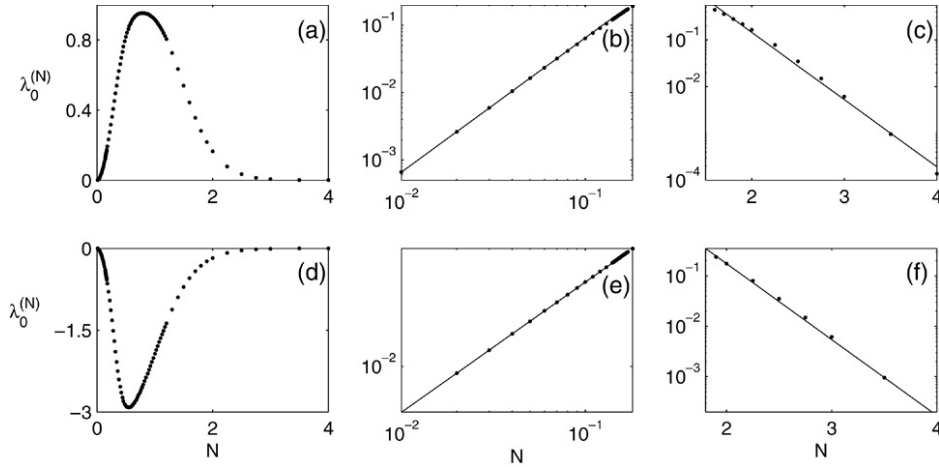 0.8
0.4
0
λ₀⁽ᴺ⁾
0 2 4
(a)
10⁻¹
10⁻²
10⁻³
10⁻² 10⁻¹
(b)
10⁻¹
10⁻²
10⁻⁴
2 3 4
N
(c)
0
−1.5
−3
λ₀⁽ᴺ⁾
0 2 4
N
(d)
10⁻²
10⁻² 10⁻¹
N
(e)
10⁻¹
10⁻²
10⁻³
2 3 4
N
(f)